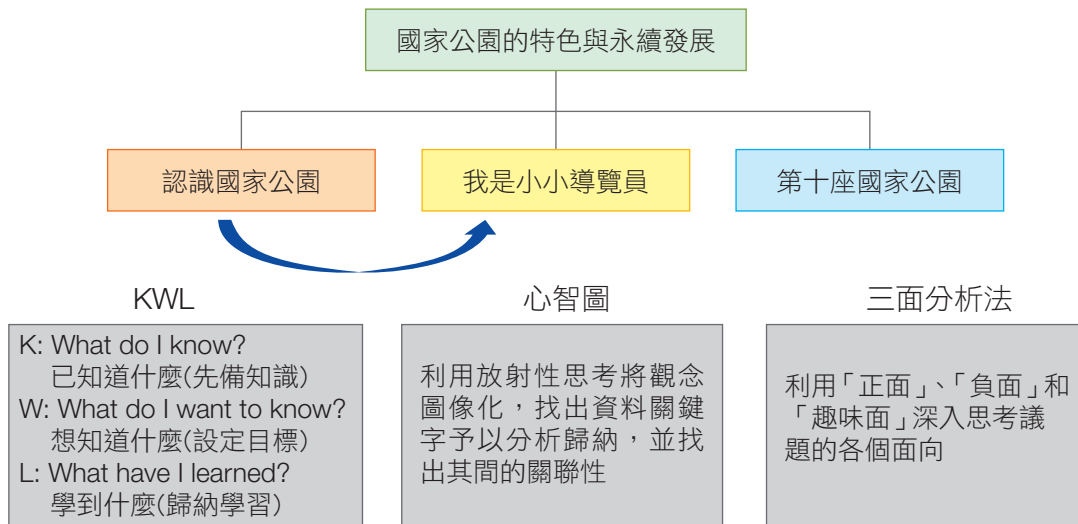 國家公園的特色與永續發展
認識國家公園
我是小小導覽員
第十座國家公園
KWL
K: What do I know?
已知道什麼(先備知識)
W: What do I want to know?
想知道什麼(設定目標)
L: What have I learned?
學到什麼(歸納學習)
心智圖
利用放射性思考將觀念
圖像化，找出資料關鍵
字予以分析歸納，並找
出其間的關聯性
三面分析法
利用「正面」、「負面」和
「趣味面」深入思考議
題的各個面向